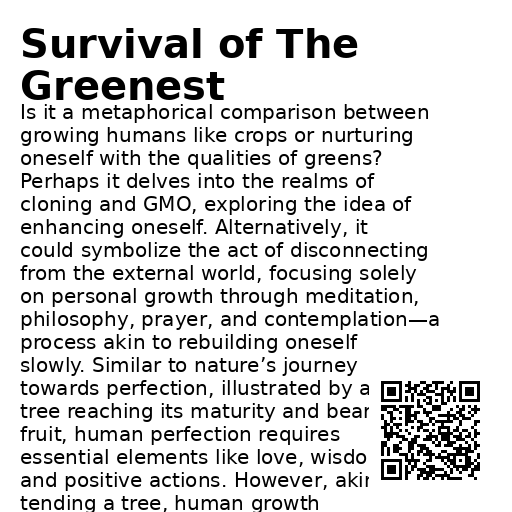 Survival of The
Greenest
Is it a metaphorical comparison between
growing humans like crops or nurturing
oneself with the qualities of greens?
Perhaps it delves into the realms of
cloning and GMO, exploring the idea of
enhancing oneself. Alternatively, it
could symbolize the act of disconnecting
from the external world, focusing solely
on personal growth through meditation,
philosophy, prayer, and contemplation—a
process akin to rebuilding oneself
slowly. Similar to nature’s journey
towards perfection, illustrated by a
tree reaching its maturity and bear
fruit, human perfection requires
essential elements like love, wisdo
and positive actions. However, akin
tending a tree, human growth